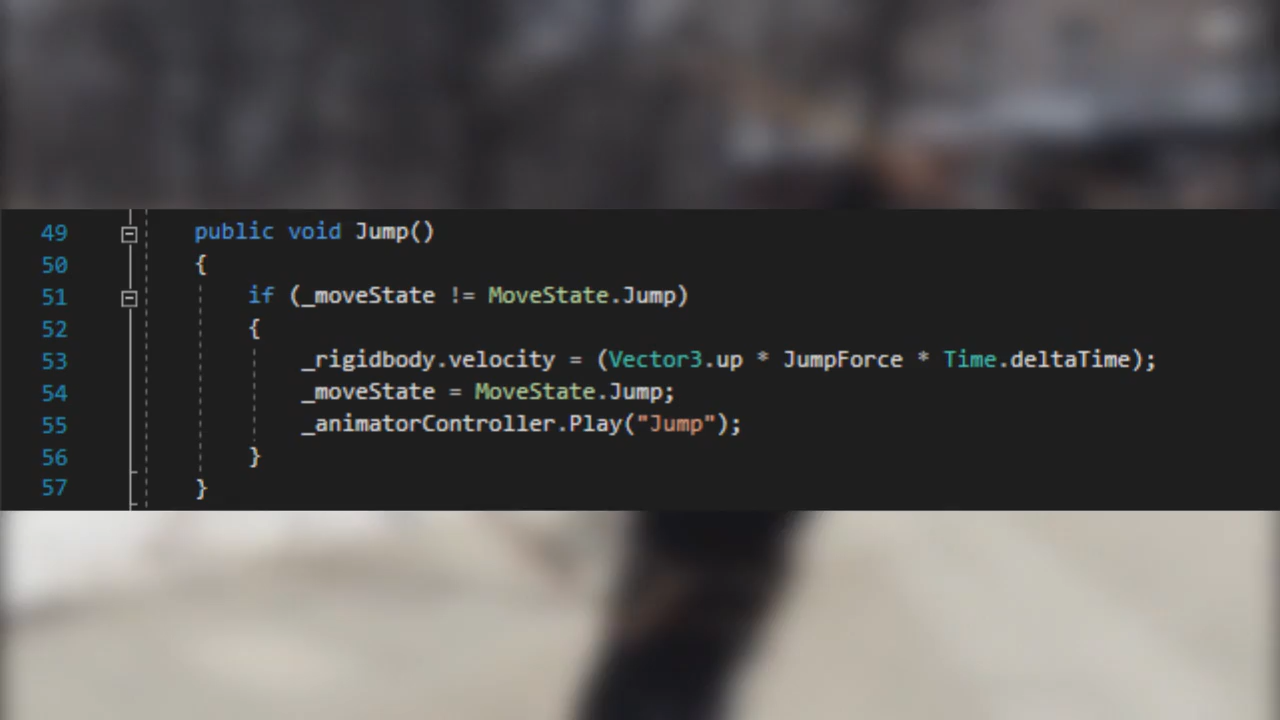 49 public void Jump()
50 {
51 if (_moveState != MoveState.Jump)
52 {
53 _rigidbody.velocity = (Vector3.up * JumpForce * Time.deltaTime);
54 _moveState = MoveState.Jump;
55 _animatorController.Play("Jump");
56 }
57 }